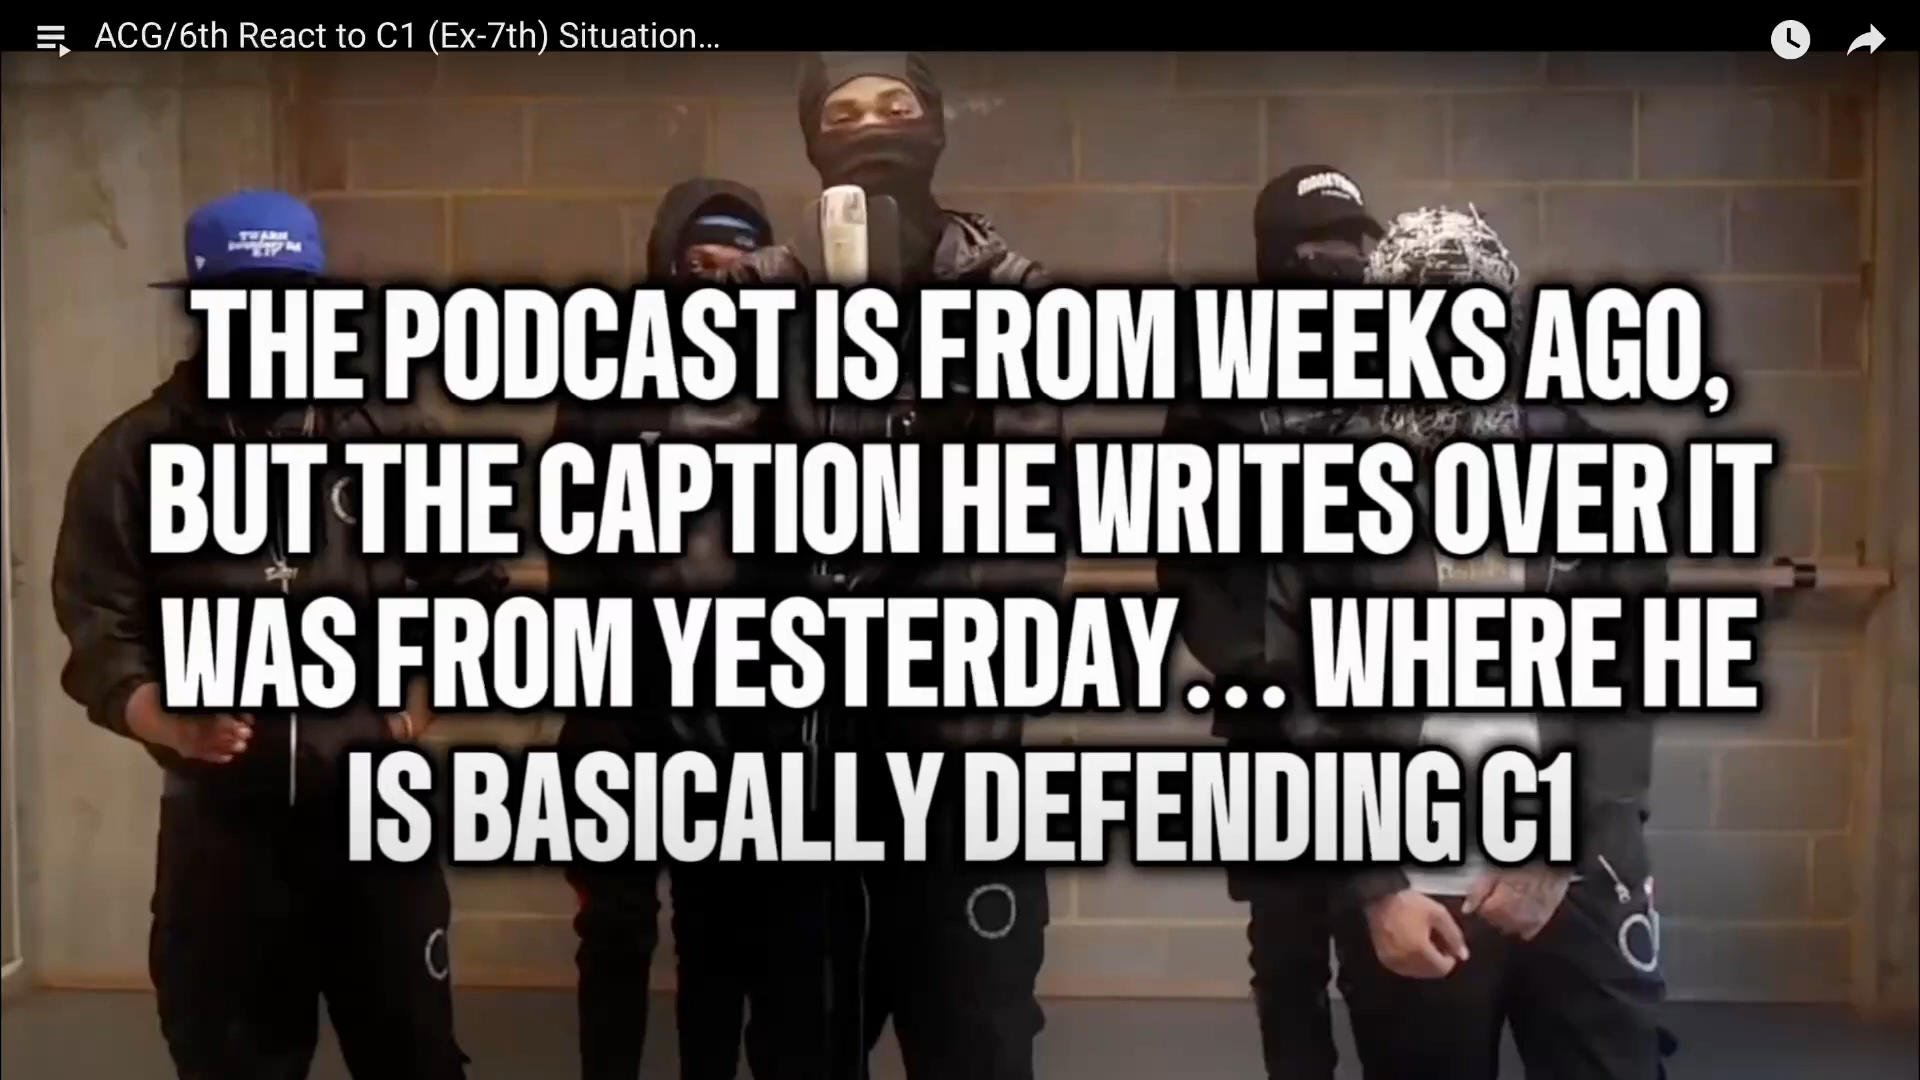 ACG/6th React to C1 (Ex-7th) Situation...
THE PODCAST IS FROM WEEKS AGO,
BUT THE CAPTION HE WRITES OVER IT
WAS FROM YESTERDAY... WHERE HE
IS BASICALLY DEFENDING C1